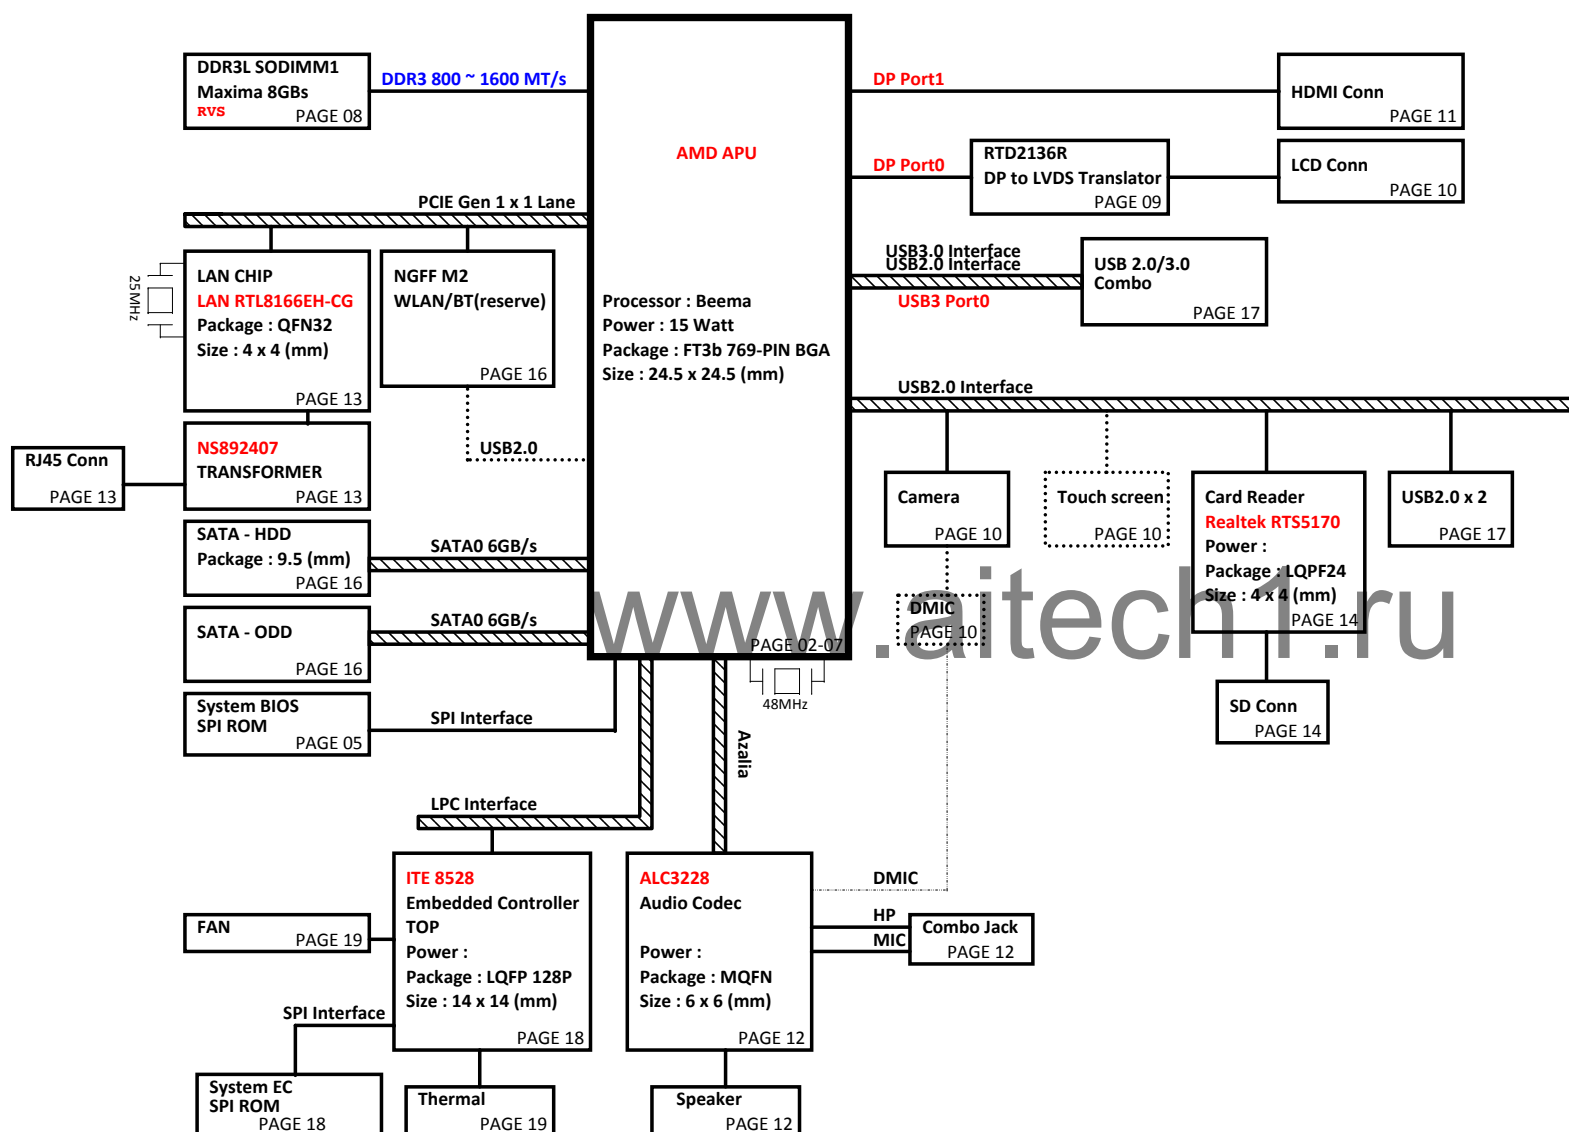 DDR3L SODIMM1
Maxima 8GBs
RVS
PAGE 08
DDR3 800 ~ 1600 MT/s
AMD APU
Processor : Beema
Power : 15 Watt
Package : FT3b 769-PIN BGA
Size : 24.5 x 24.5 (mm)
PAGE 02-07
48MHz
DP Port1
HDMI Conn
PAGE 11
DP Port0
RTD2136R
DP to LVDS Translator
PAGE 09
LCD Conn
PAGE 10
PCIE Gen 1 x 1 Lane
25MHz
LAN CHIP
LAN RTL8166EH-CG
Package : QFN32
Size : 4 x 4 (mm)
PAGE 13
NGFF M2
WLAN/BT(reserve)
PAGE 16
USB2.0
USB3.0 Interface
USB2.0 Interface
USB3 Port0
USB 2.0/3.0
Combo
PAGE 17
USB2.0 Interface
RJ45 Conn
PAGE 13
NS892407
TRANSFORMER
PAGE 13
Camera
PAGE 10
Touch screen
PAGE 10
Card Reader
Realtek RTS5170
Power :
Package : LQPF24
Size : 4 x 4 (mm)
PAGE 14
USB2.0 x 2
PAGE 17
SATA - HDD
Package : 9.5 (mm)
PAGE 16
SATA0 6GB/s
SATA - ODD
PAGE 16
SATA0 6GB/s
DMIC
PAGE 10
www.aitech1.ru
SD Conn
PAGE 14
System BIOS
SPI ROM
PAGE 05
SPI Interface
Azalia
LPC Interface
ITE 8528
Embedded Controller
TOP
Power :
Package : LQFP 128P
Size : 14 x 14 (mm)
PAGE 18
ALC3228
Audio Codec
Power :
Package : MQFN
Size : 6 x 6 (mm)
PAGE 12
DMIC
HP
MIC
Combo Jack
PAGE 12
FAN
PAGE 19
SPI Interface
System EC
SPI ROM
PAGE 18
Thermal
PAGE 19
Speaker
PAGE 12